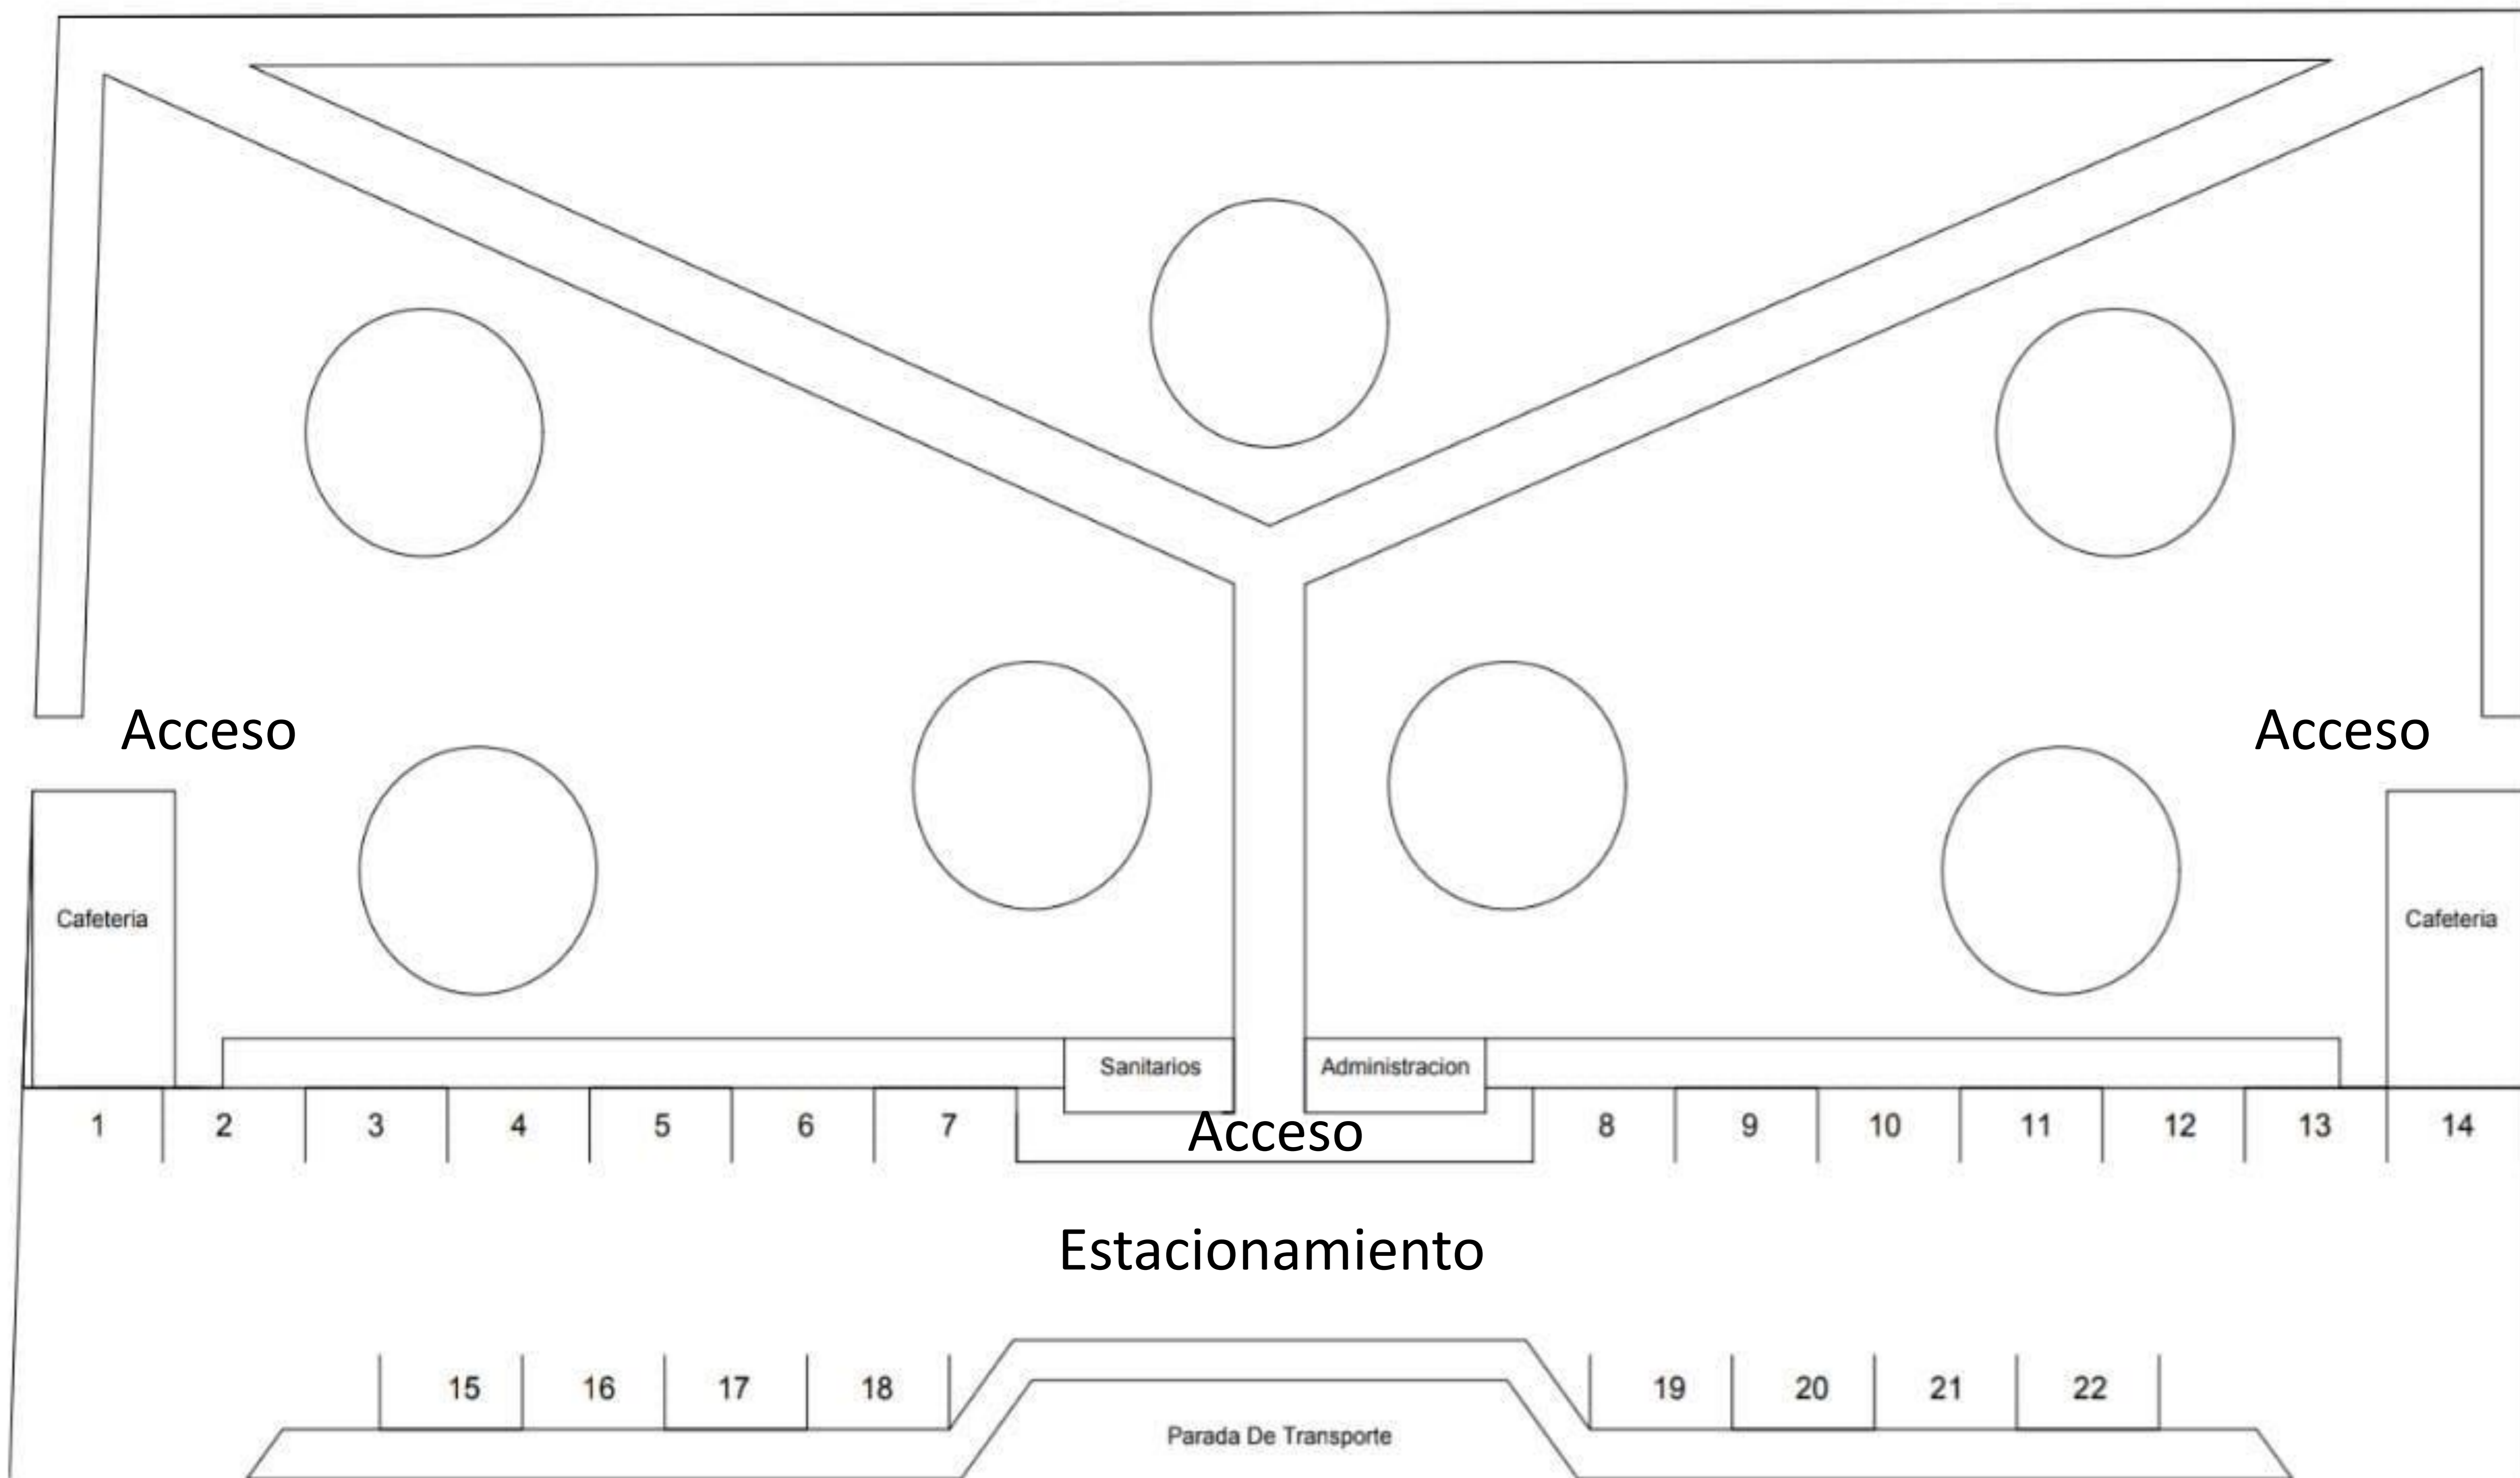 Acceso
Acceso
Cafeteria
Cafeteria
Sanitarios
Administracion
1
2
3
4
5
6
7
Acceso
8
9
10
11
12
13
14
Estacionamiento
15
16
17
18
19
20
21
22
Parada De Transporte